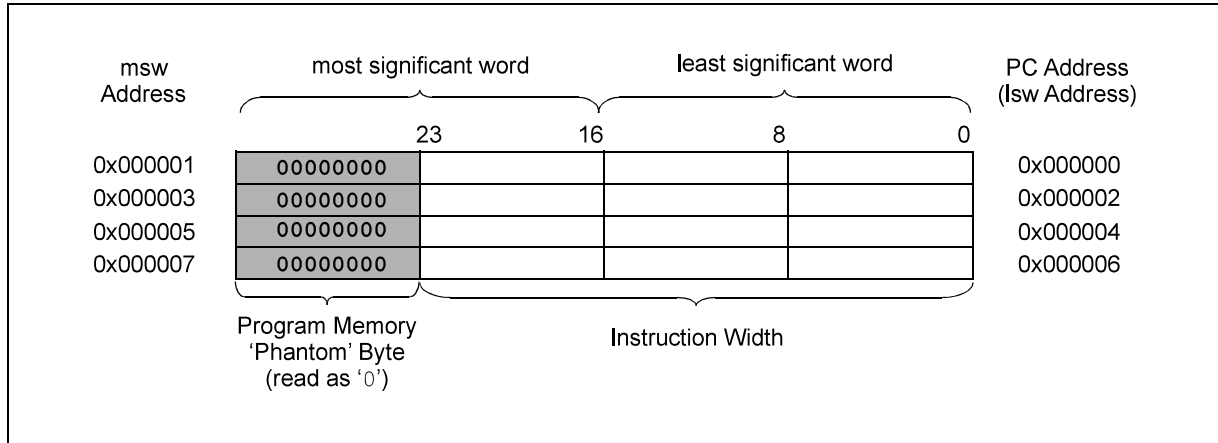 msw
Address
most significant word
least significant word
PC Address
(lsw Address)
23
16
8
0
0x000001
00000000
0x000000
0x000003
00000000
0x000002
0x000005
00000000
0x000004
0x000007
00000000
0x000006
Program Memory
‘Phantom’ Byte
(read as ‘0’)
Instruction Width